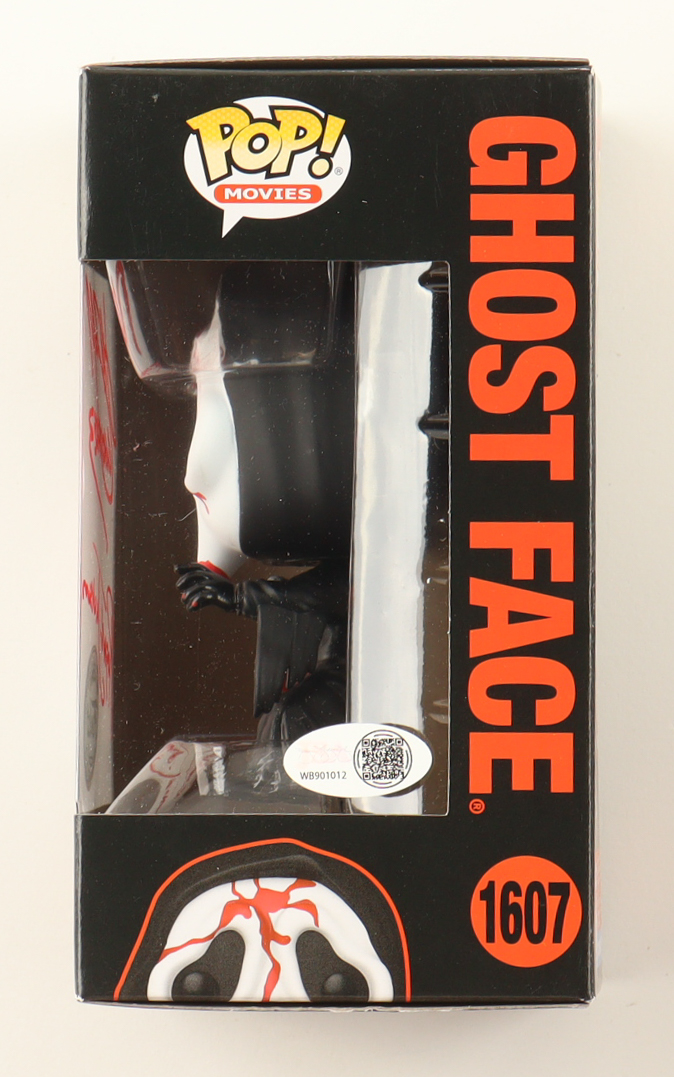 POP!®
MOVIES
GHOST FACE®
WB901012
1607